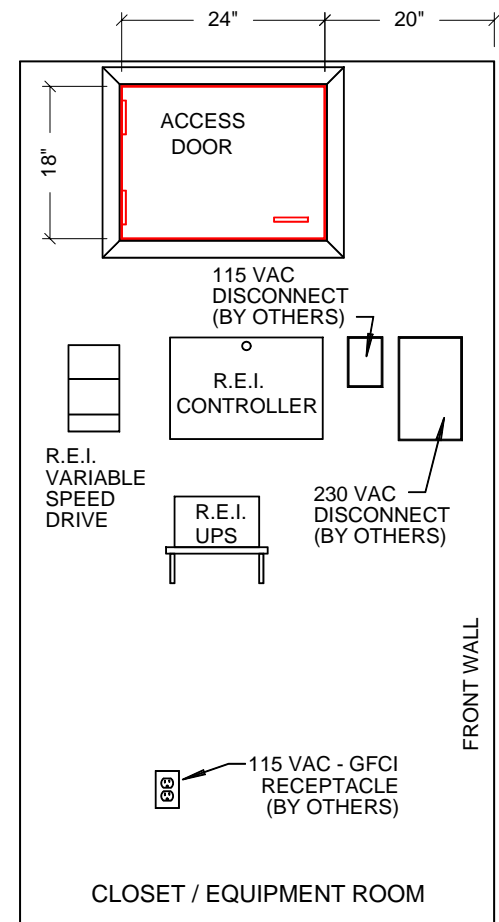 24"
20"
18"
ACCESS
DOOR
115 VAC
DISCONNECT
(BY OTHERS)
R.E.I.
CONTROLLER
R.E.I.
VARIABLE
SPEED
DRIVE
R.E.I.
UPS
230 VAC
DISCONNECT
(BY OTHERS)
FRONT WALL
115 VAC - GFCI
RECEPTACLE
(BY OTHERS)
CLOSET / EQUIPMENT ROOM